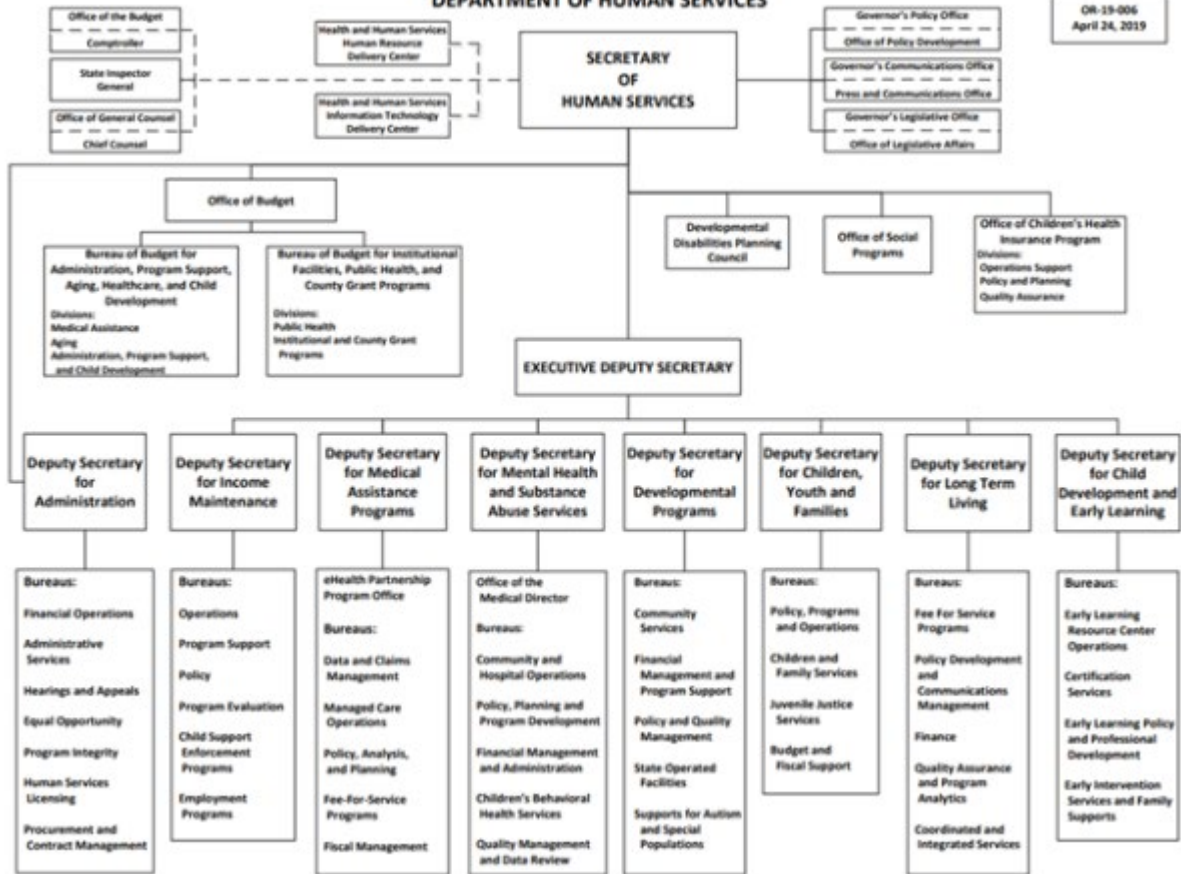 DEPARTMENT OF HUMAN SERVICES
OR-19-006
April 24, 2019
Office of the Budget
Comptroller
State Inspector
General
Office of General Counsel
Chief Counsel
Health and Human Services
Human Resource
Delivery Center
Health and Human Services
Information Technology
Delivery Center
SECRETARY
OF
HUMAN SERVICES
Governor's Policy Office
Office of Policy Development
Governor's Communications Office
Press and Communications Office
Governor's Legislative Office
Office of Legislative Affairs
Office of Budget
Bureau of Budget for
Administration, Program Support,
Aging, Healthcare, and Child
Development
Divisions:
Medical Assistance
Aging
Administration, Program Support,
and Child Development
Bureau of Budget for Institutional
Facilities, Public Health, and
County Grant Programs
Divisions:
Public Health
Institutional and County Grant
Programs
Developmental
Disabilities Planning
Council
Office of Social
Programs
Office of Children's Health
Insurance Program
Divisions:
Operations Support
Policy and Planning
Quality Assurance
EXECUTIVE DEPUTY SECRETARY
Deputy Secretary
for
Administration
Bureaus:
Financial Operations
Administrative
Services
Hearings and Appeals
Equal Opportunity
Program Integrity
Human Services
Licensing
Procurement and
Contract Management
Deputy Secretary
for Income
Maintenance
Bureaus:
Operations
Program Support
Policy
Program Evaluation
Child Support
Enforcement
Programs
Employment
Programs
Deputy Secretary
for Medical
Assistance
Programs
eHealth Partnership
Program Office
Bureaus:
Data and Claims
Management
Managed Care
Operations
Policy, Analysis,
and Planning
Fee-For-Service
Programs
Fiscal Management
Deputy Secretary
for Mental Health
and Substance
Abuse Services
Office of the
Medical Director
Bureaus:
Community and
Hospital Operations
Policy, Planning and
Program Development
Financial Management
and Administration
Children's Behavioral
Health Services
Quality Management
and Data Review
Deputy Secretary
for
Developmental
Programs
Bureaus:
Community
Services
Financial
Management and
Program Support
Policy and Quality
Management
State Operated
Facilities
Supports for Autism
and Special
Populations
Deputy Secretary
for Children,
Youth and
Families
Bureaus:
Policy, Programs
and Operations
Children and
Family Services
Juvenile Justice
Services
Budget and
Fiscal Support
Deputy Secretary
for Long Term
Living
Bureaus:
Fee For Service
Programs
Policy Development
and
Communications
Management
Finance
Quality Assurance
and Program
Analytics
Coordinated and
Integrated Services
Deputy Secretary
for Child
Development and
Early Learning
Bureaus:
Early Learning
Resource Center
Operations
Certification
Services
Early Learning Policy
and Professional
Development
Early Intervention
Services and Family
Supports